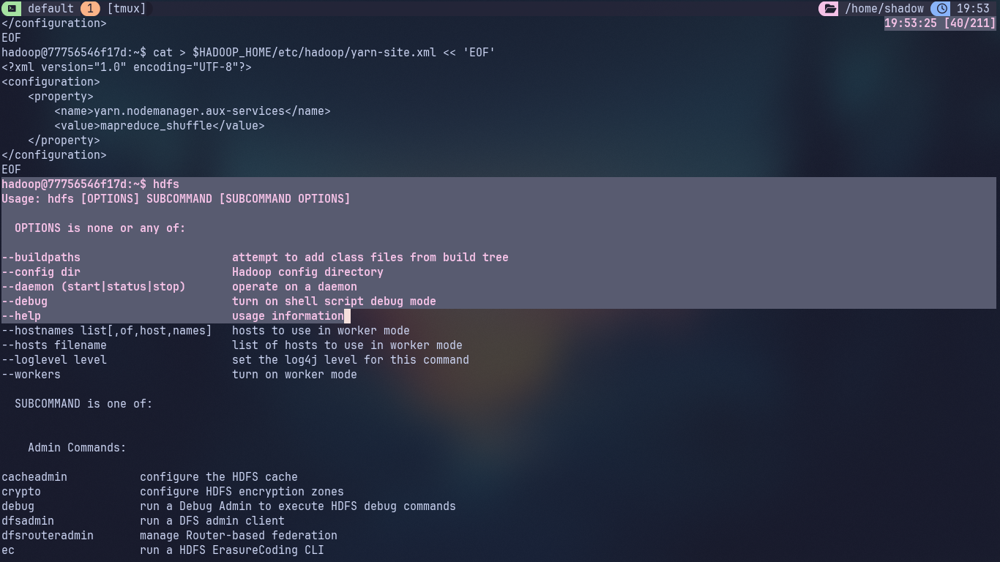 default 1 [tmux] /home/shadow 19:53
</configuration> 19:53:25 [40/211]
EOF
hadoop@77756546f17d:~$ cat > $HADOOP_HOME/etc/hadoop/yarn-site.xml << 'EOF'
<?xml version="1.0" encoding="UTF-8"?>
<configuration>
    <property>
        <name>yarn.nodemanager.aux-services</name>
        <value>mapreduce_shuffle</value>
    </property>
</configuration>
EOF
hadoop@77756546f17d:~$ hdfs
Usage: hdfs [OPTIONS] SUBCOMMAND [SUBCOMMAND OPTIONS]
  OPTIONS is none or any of:
--buildpaths                       attempt to add class files from build tree
--config dir                       Hadoop config directory
--daemon (start|status|stop)       operate on a daemon
--debug                            turn on shell script debug mode
--help                             usage information
--hostnames list[,of,host,names]   hosts to use in worker mode
--hosts filename                   list of hosts to use in worker mode
--loglevel level                   set the log4j level for this command
--workers                          turn on worker mode
  SUBCOMMAND is one of:
    Admin Commands:
cacheadmin           configure the HDFS cache
crypto               configure HDFS encryption zones
debug                run a Debug Admin to execute HDFS debug commands
dfsadmin             run a DFS admin client
dfsrouteradmin       manage Router-based federation
ec                   run a HDFS ErasureCoding CLI